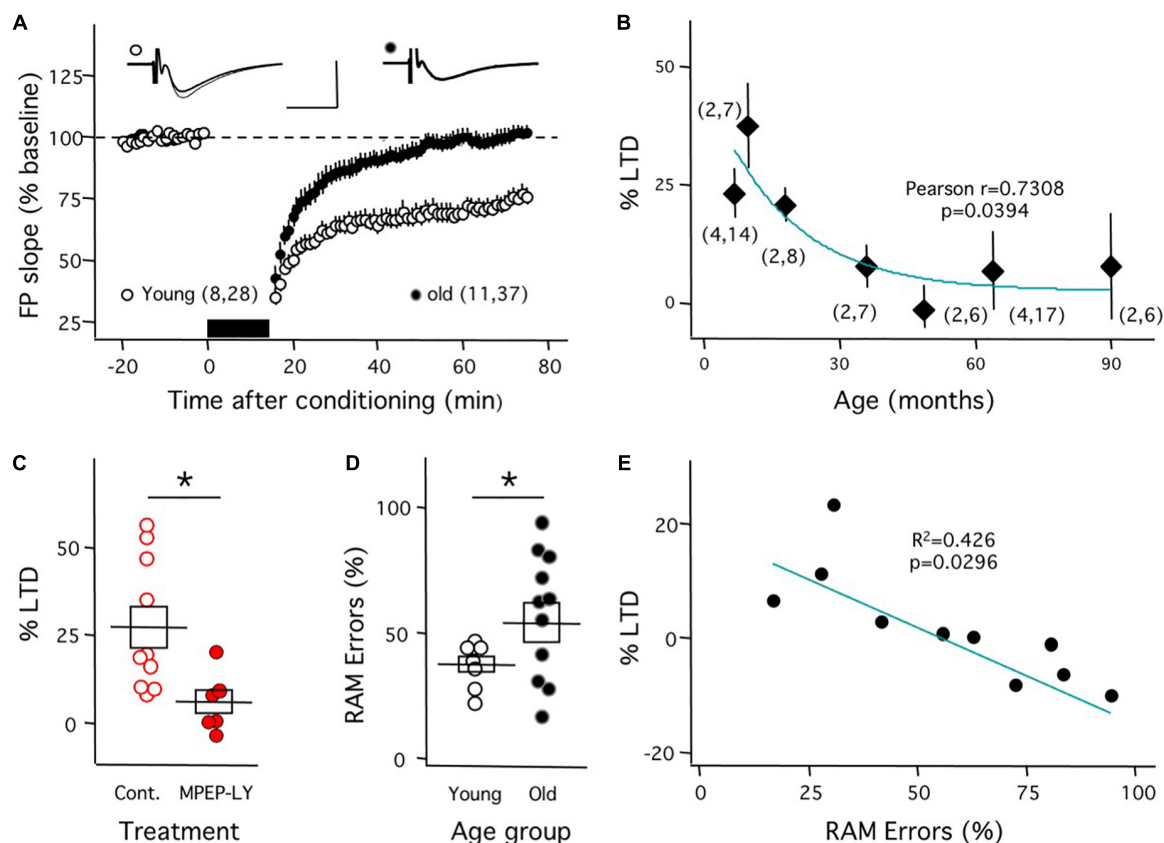 A
FP slope (% baseline)
125
100
75
50
25
Young (8,28)
old (11,37)
-20
0
20
40
60
80
Time after conditioning (min)
B
% LTD
50
25
0
(2,7)
(4,14)
(2,8)
(2,7)
(2,6)
(4,17)
(2,6)
Pearson r=0.7308
p=0.0394
0
30
60
90
Age (months)
C
% LTD
50
25
0
*
Cont.
MPEP-LY
Treatment
D
RAM Errors (%)
100
50
0
*
Young
Old
Age group
E
% LTD
20
0
-20
R²=0.426
p=0.0296
0
25
50
75
100
RAM Errors (%)